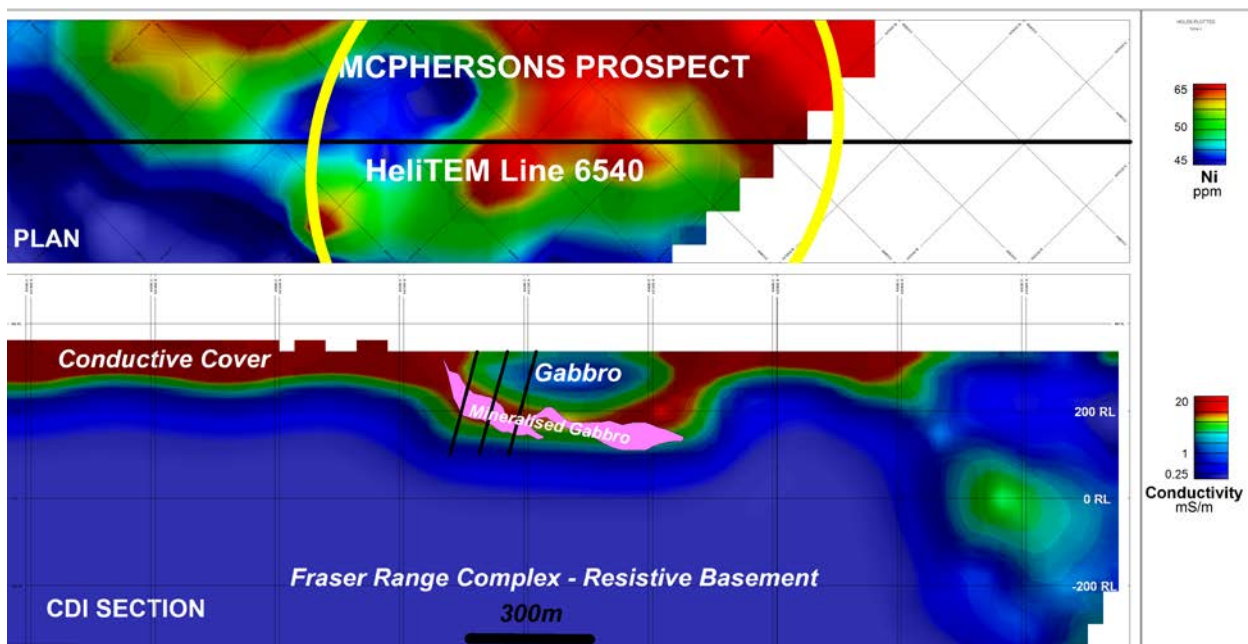 MCPHERSONS PROSPECT
HeliTEM Line 6540
PLAN
65
50
45
Ni
ppm
Conductive Cover
Gabbro
Mineralised Gabbro
200 RL
0 RL
-200 RL
Fraser Range Complex - Resistive Basement
CDI SECTION
300m
20
1
0.25
Conductivity
mS/m